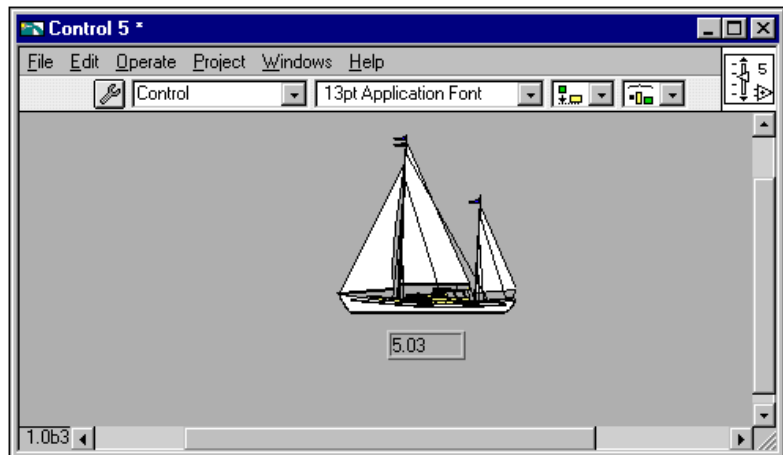 Control 5 *
File Edit Operate Project Windows Help
Control 13pt Application Font 5
5.03
1.0b3